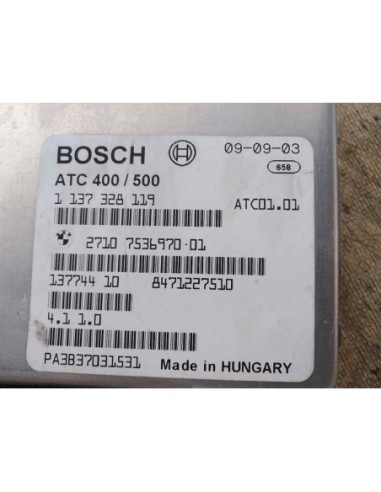 BOSCH 09-09-03
658
ATC 400 / 500
1 137 328 119 ATC01.01
2710 7536970-01
137744 10 8471227510
4.1 1.0
PA3B37031531 Made in HUNGARY